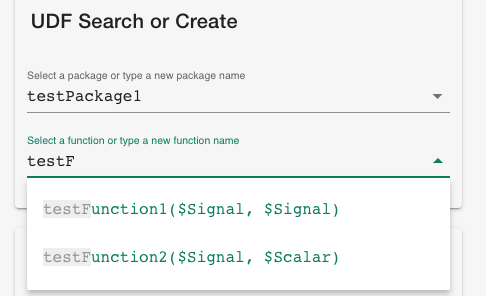 UDF Search or Create
Select a package or type a new package name
testPackage1
Select a function or type a new function name
testF
testFunction1($Signal, $Signal)
testFunction2($Signal, $Scalar)